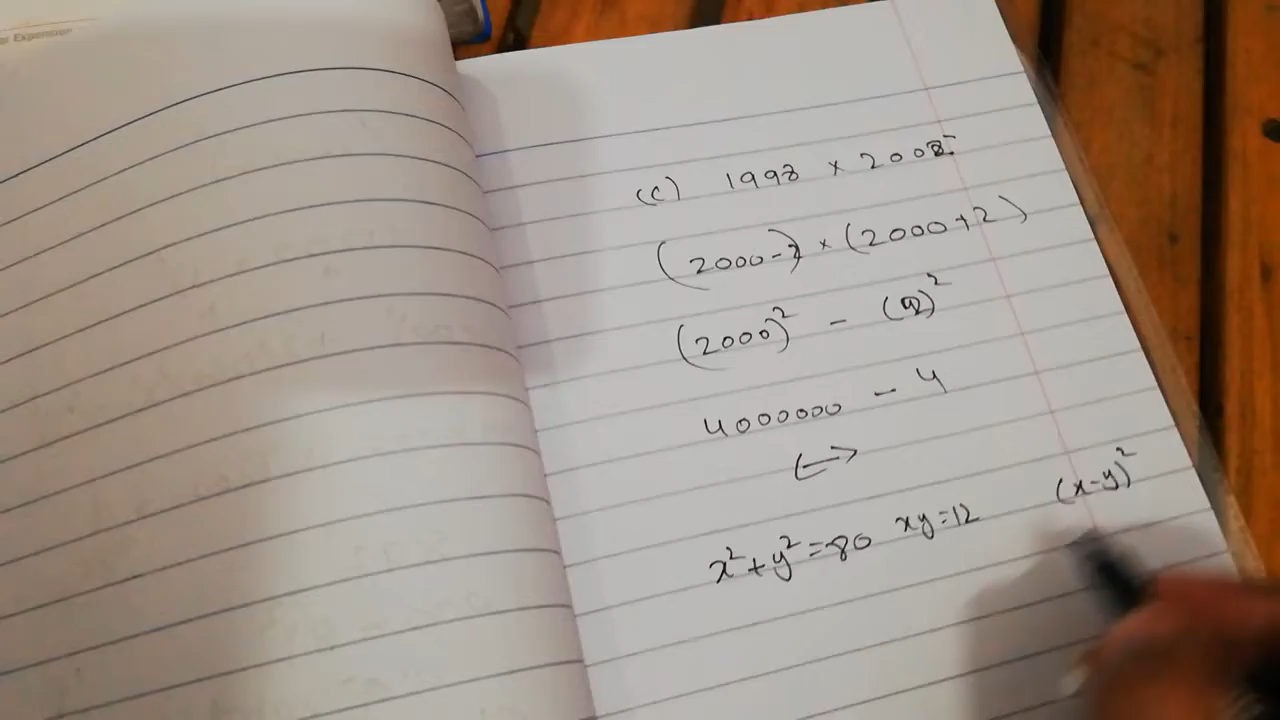 (c) 1998 × 2002
(2000-2) × (2000+2)
(2000)² - (2)²
4000000 - 4
x²+y²=80 xy=12 (x-y)²